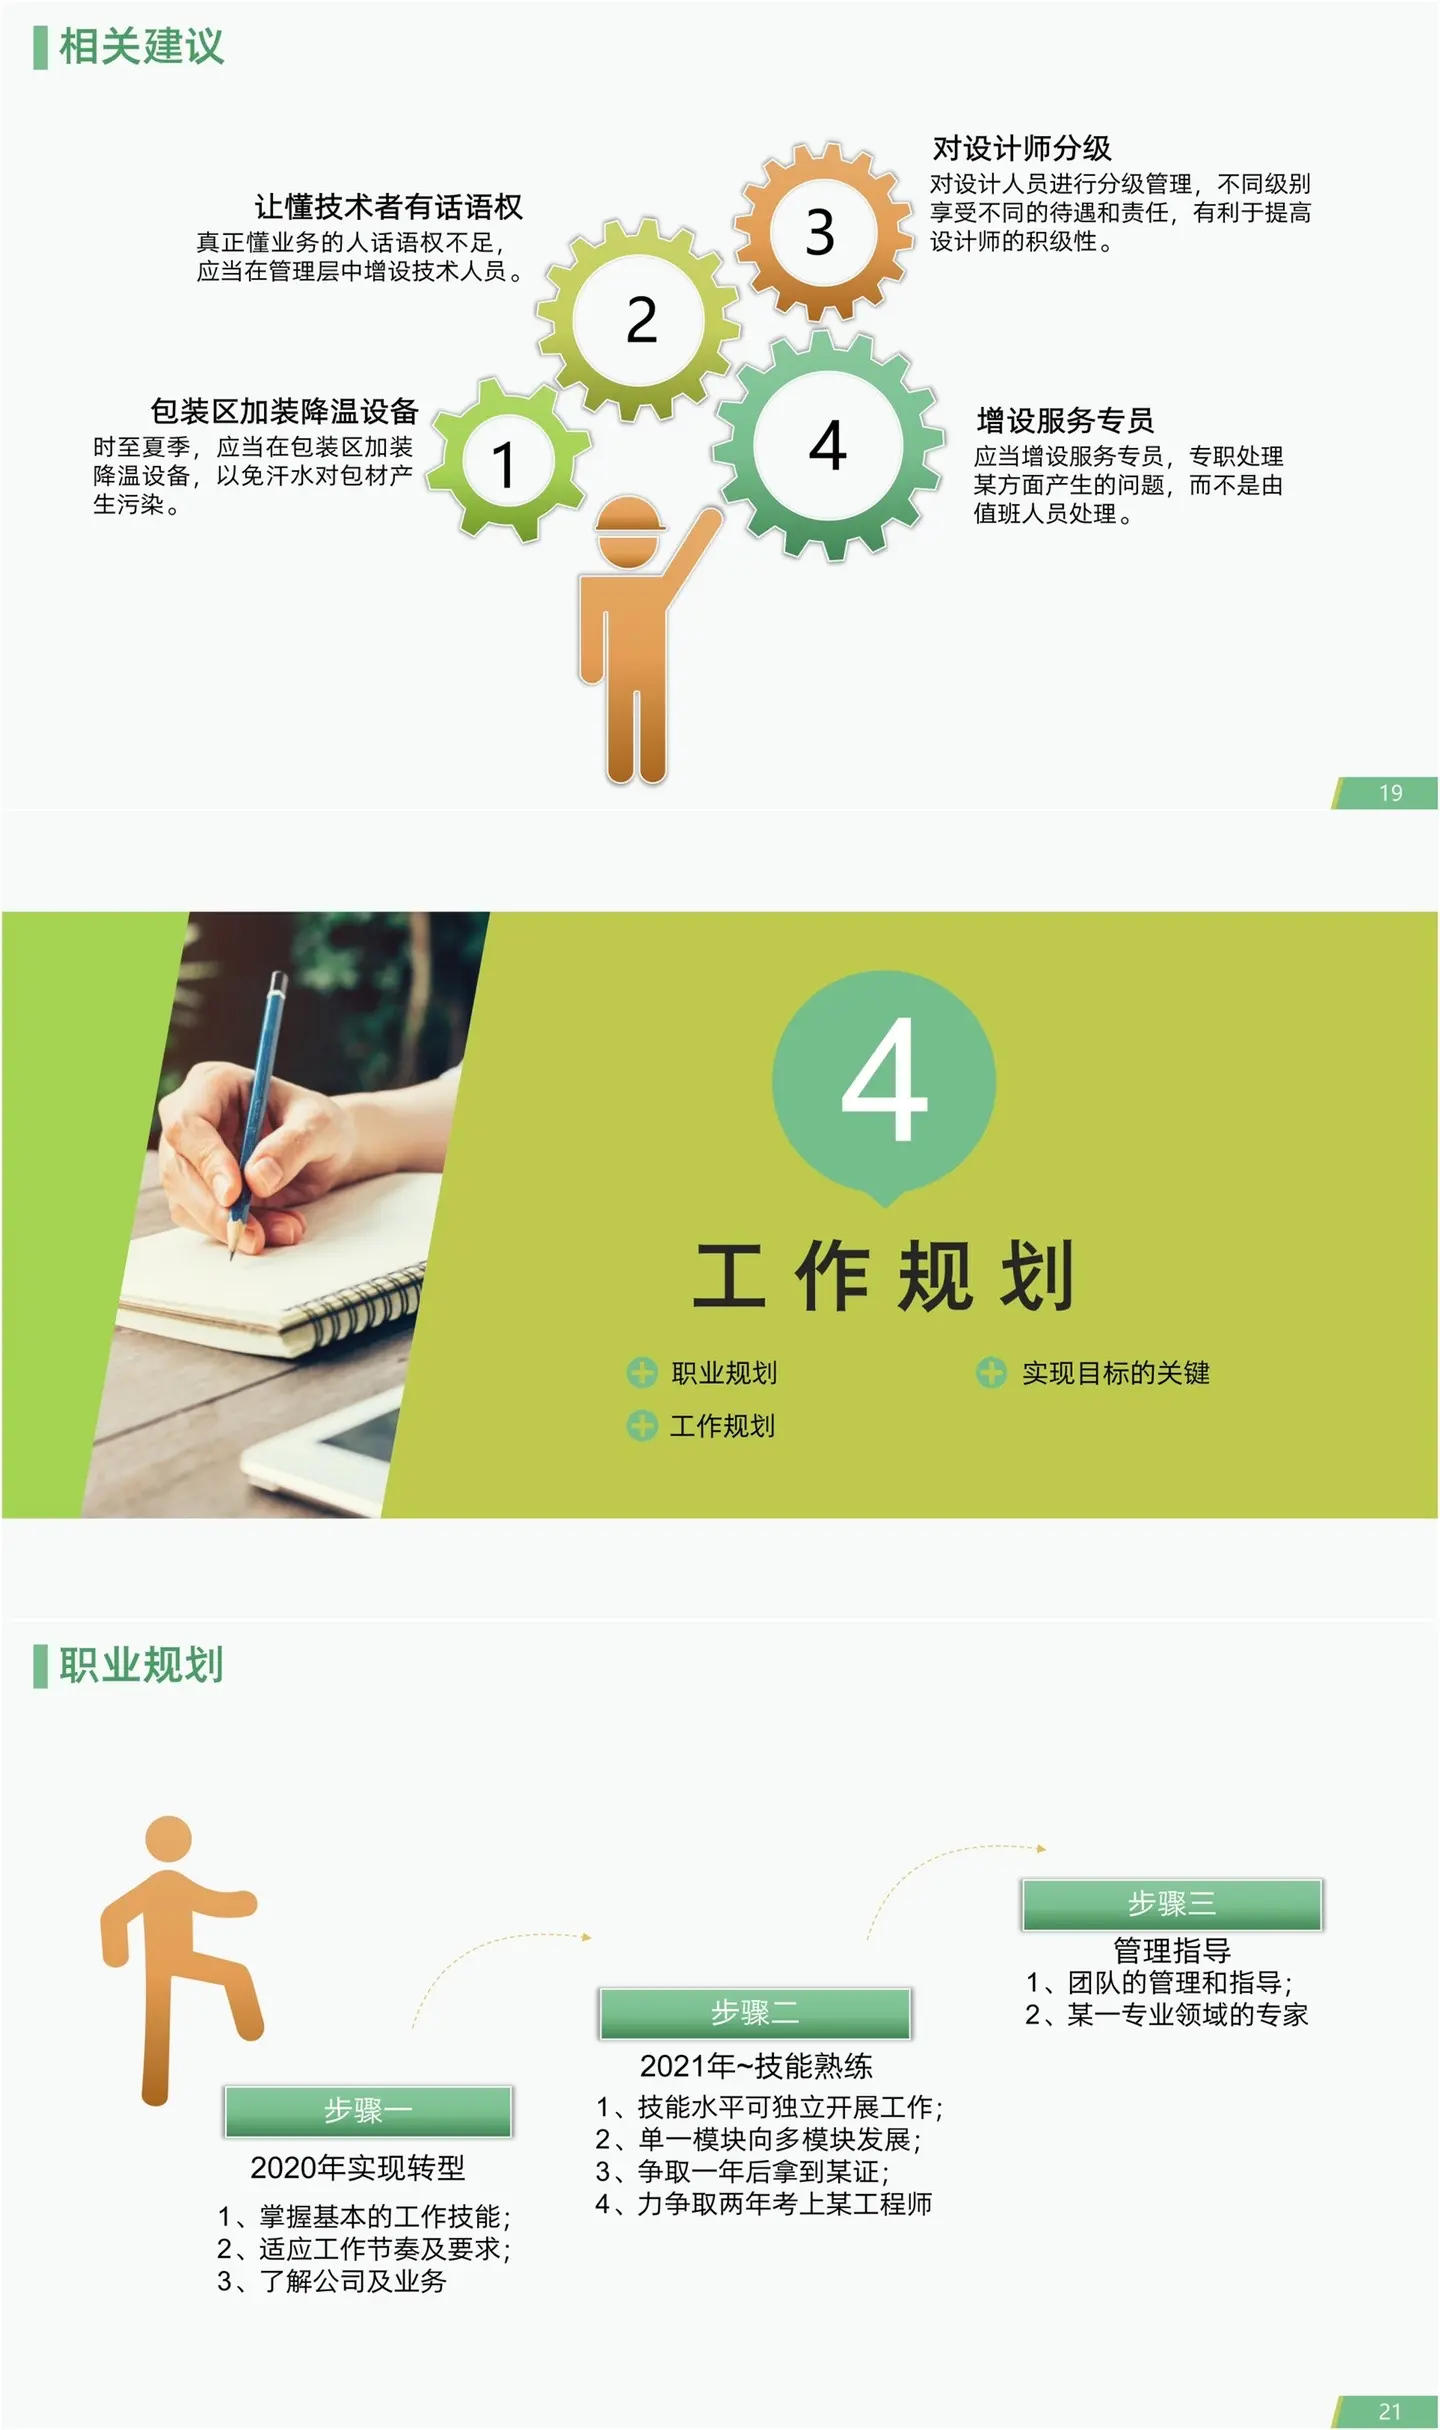 相关建议
对设计师分级
对设计人员进行分级管理，不同级别
享受不同的待遇和责任，有利于提高
设计师的积级性。
3
让懂技术者有话语权
真正懂业务的人话语权不足，
应当在管理层中增设技术人员。
2
包装区加装降温设备
时至夏季，应当在包装区加装
降温设备，以免汗水对包材产
生污染。
1
4
增设服务专员
应当增设服务专员，专职处理
某方面产生的问题，而不是由
值班人员处理。
19
4
工作规划
职业规划
实现目标的关键
工作规划
职业规划
步骤一
2020年实现转型
1、掌握基本的工作技能；
2、适应工作节奏及要求；
3、了解公司及业务
步骤二
2021年~技能熟练
1、技能水平可独立开展工作；
2、单一模块向多模块发展；
3、争取一年后拿到某证；
4、力争取两年考上某工程师
步骤三
管理指导
1、团队的管理和指导；
2、某一专业领域的专家
21